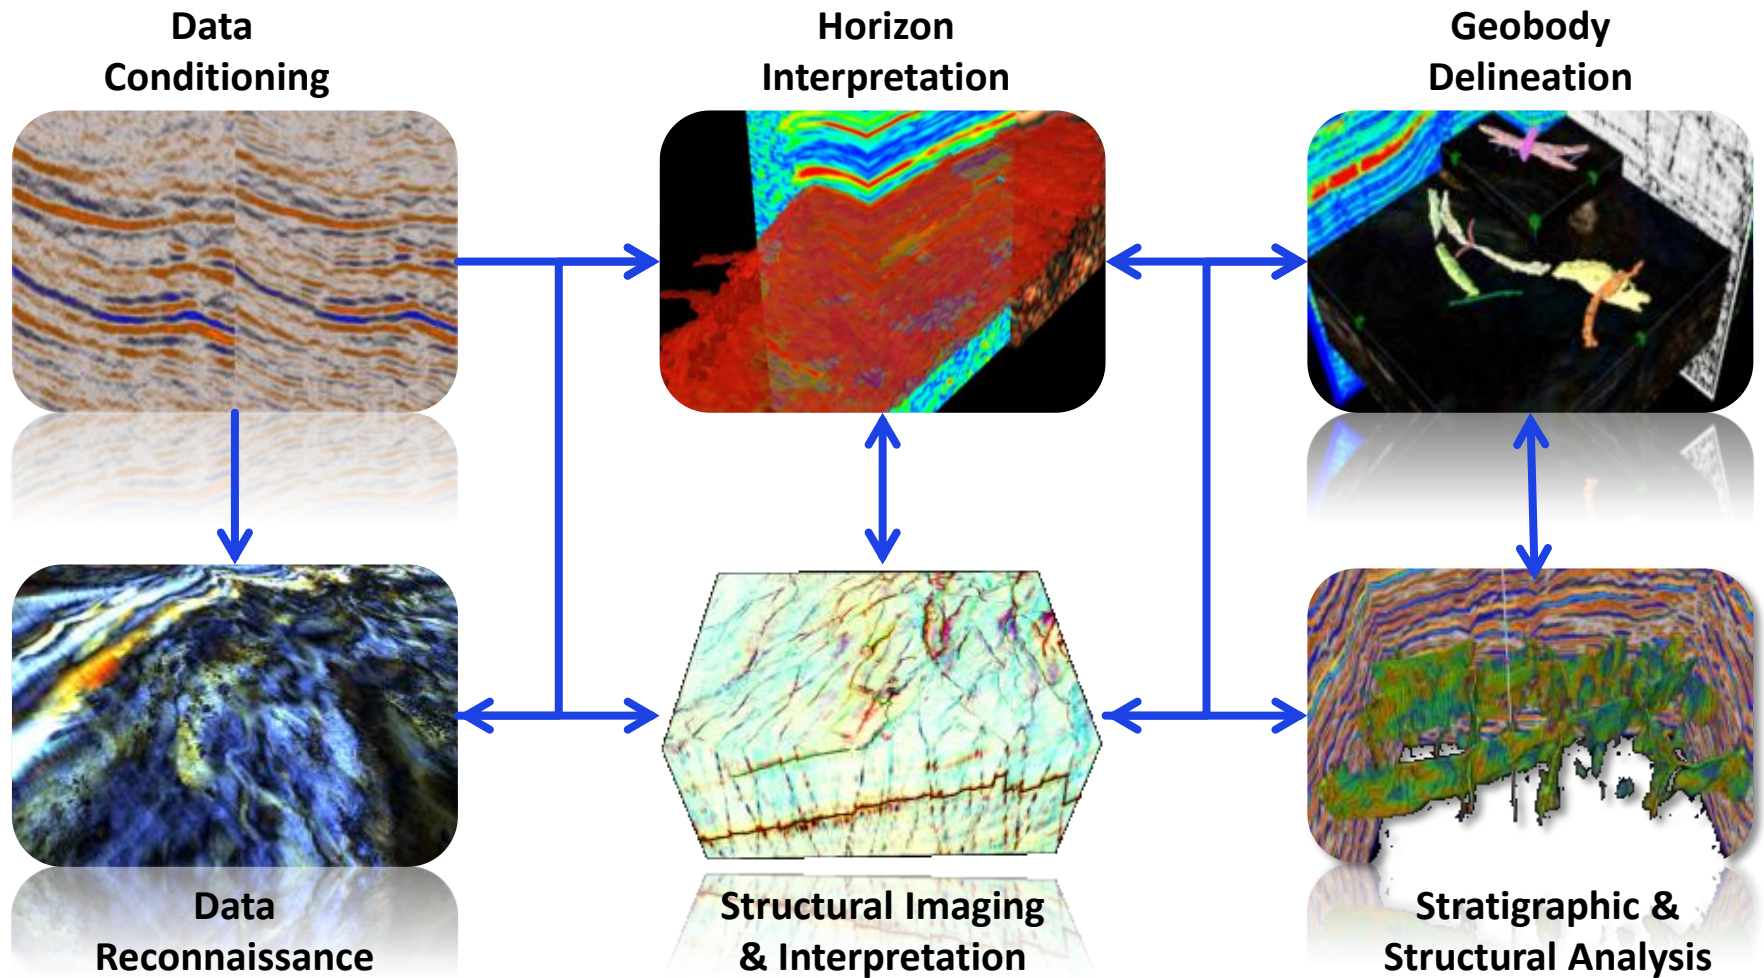 Data
Conditioning
Horizon
Interpretation
Geobody
Delineation
Data
Reconnaissance
Structural Imaging
& Interpretation
Stratigraphic &
Structural Analysis